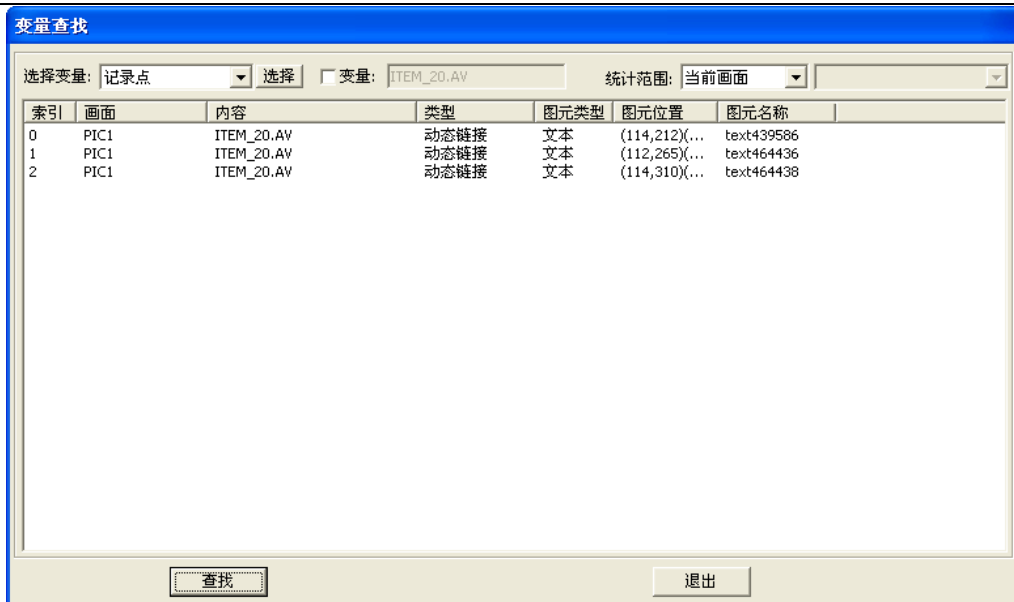 变量查找
选择变量: 记录点 选择 变量: ITEM_20.AV 统计范围: 当前画面
索引 画面 内容 类型 图元类型 图元位置 图元名称
0 PIC1 ITEM_20.AV 动态链接 文本 (114,212)(... text439586
1 PIC1 ITEM_20.AV 动态链接 文本 (112,265)(... text464436
2 PIC1 ITEM_20.AV 动态链接 文本 (114,310)(... text464438
查找 退出